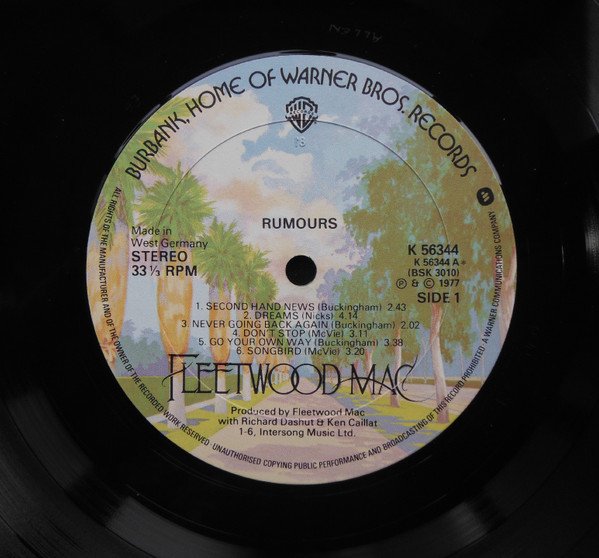 BURBANK, HOME OF WARNER BROS. RECORDS
RUMOURS
Made in
West Germany
STEREO
33 ⅓ RPM
K 56344
K 56344 A
(BSK 3010)
Ⓟ & © 1977
SIDE 1
1. SECOND HAND NEWS (Buckingham) 2.43
2. DREAMS (Nicks) 4.14
3. NEVER GOING BACK AGAIN (Buckingham) 2.02
4. DON'T STOP (McVie) 3.11
5. GO YOUR OWN WAY (Buckingham) 3.38
6. SONGBIRD (McVie) 3.20
FLEETWOOD MAC
Produced by Fleetwood Mac
with Richard Dashut & Ken Caillat
1-6, Intersong Music Ltd.
ALL RIGHTS OF THE MANUFACTURER AND OF THE OWNER OF THE RECORDED WORK RESERVED. UNAUTHORISED COPYING PUBLIC PERFORMANCE AND BROADCASTING OF THIS RECORD PROHIBITED. A WARNER COMMUNICATIONS COMPANY